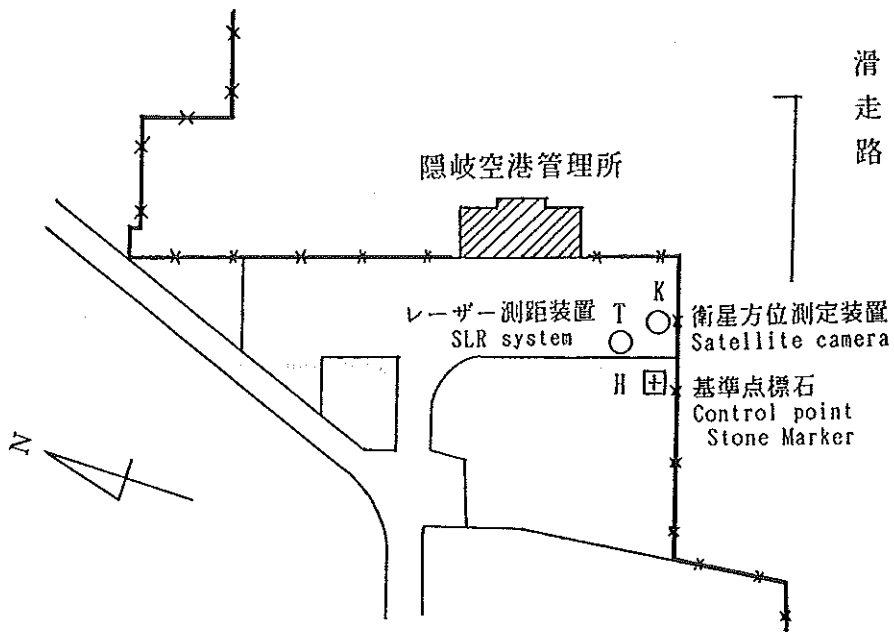 滑走路
隠岐空港管理所
K
レーザー測距装置 T
SLR system
衛星方位測定装置
Satellite camera
H
基準点標石
Control point
Stone Marker
N